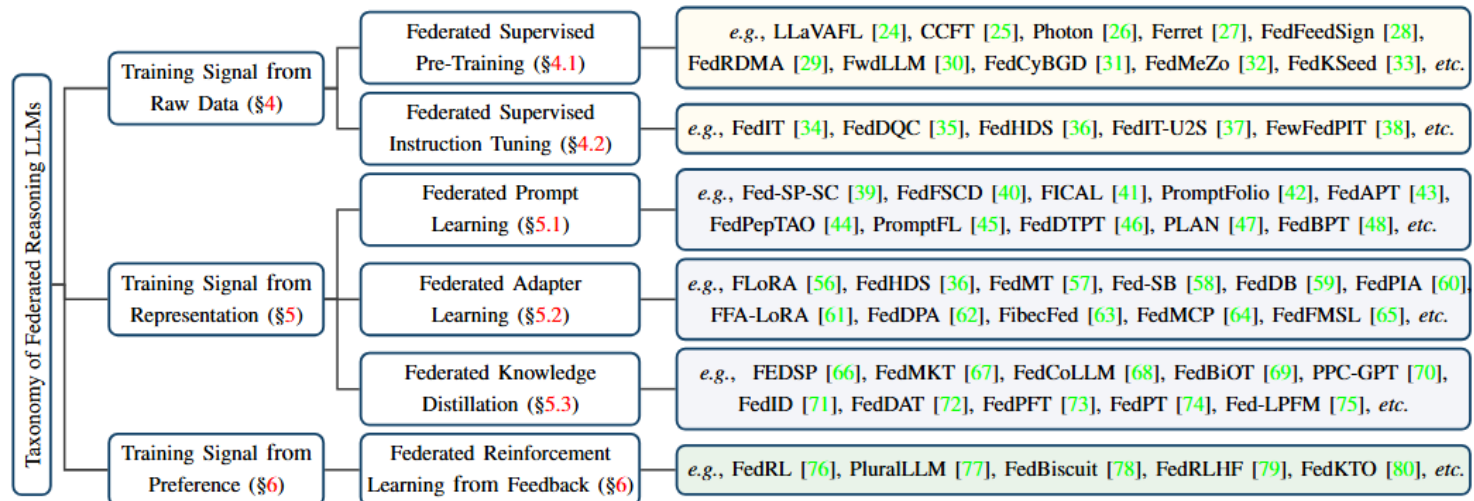 Taxonomy of Federated Reasoning LLMs
Training Signal from
Raw Data (§4)
Federated Supervised
Pre-Training (§4.1)
e.g., LLaVAFL [24], CCFT [25], Photon [26], Ferret [27], FedFeedSign [28],
FedRDMA [29], FwdLLM [30], FedCyBGD [31], FedMeZo [32], FedKSeed [33], etc.
Federated Supervised
Instruction Tuning (§4.2)
e.g., FedIT [34], FedDQC [35], FedHDS [36], FedIT-U2S [37], FewFedPIT [38], etc.
Training Signal from
Representation (§5)
Federated Prompt
Learning (§5.1)
e.g., Fed-SP-SC [39], FedFSCD [40], FICAL [41], PromptFolio [42], FedAPT [43],
FedPepTAO [44], PromptFL [45], FedDTPT [46], PLAN [47], FedBPT [48], etc.
Federated Adapter
Learning (§5.2)
e.g., FLoRA [56], FedHDS [36], FedMT [57], Fed-SB [58], FedDB [59], FedPIA [60],
FFA-LoRA [61], FedDPA [62], FibecFed [63], FedMCP [64], FedFMSL [65], etc.
Federated Knowledge
Distillation (§5.3)
e.g., FEDSP [66], FedMKT [67], FedCoLLM [68], FedBiOT [69], PPC-GPT [70],
FedID [71], FedDAT [72], FedPFT [73], FedPT [74], Fed-LPFM [75], etc.
Training Signal from
Preference (§6)
Federated Reinforcement
Learning from Feedback (§6)
e.g., FedRL [76], PluralLLM [77], FedBiscuit [78], FedRLHF [79], FedKTO [80], etc.